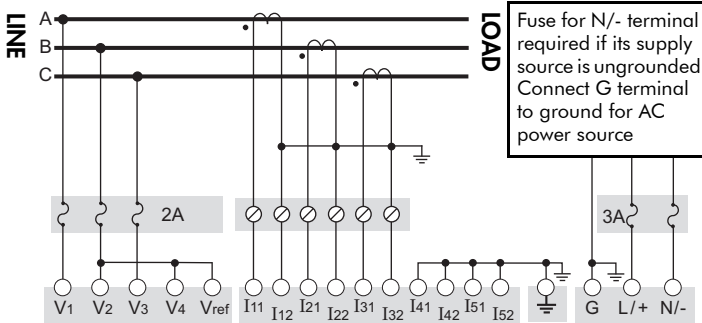 LINE
A
B
C
LOAD
Fuse for N/- terminal
required if its supply
source is ungrounded
Connect G terminal
to ground for AC
power source
2A
3A
V1 V2 V3 V4 Vref I11 I12 I21 I22 I31 I32 I41 I42 I51 I52 G L/+ N/-